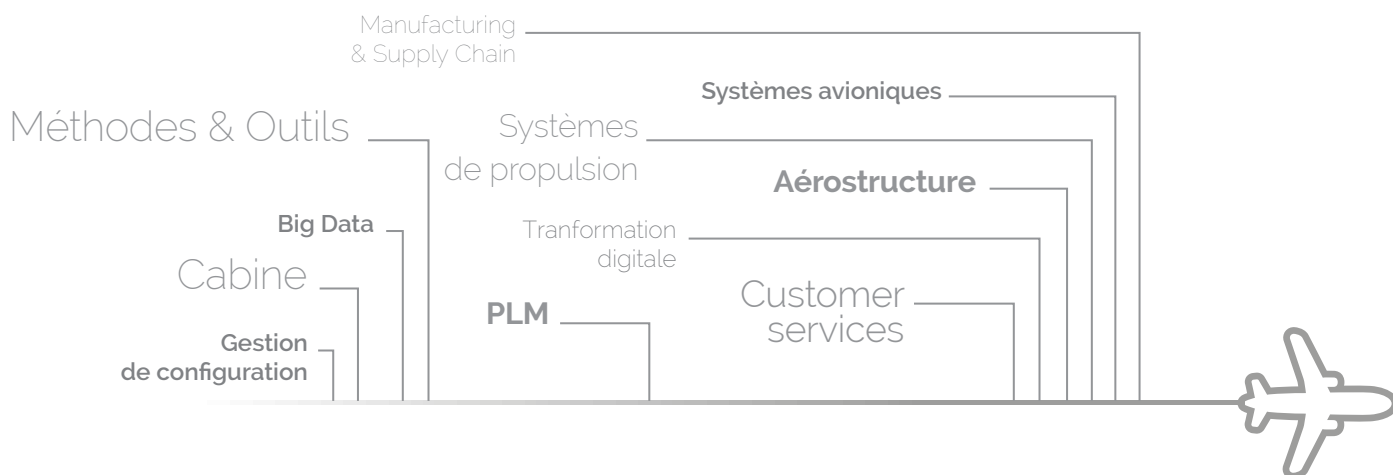 Manufacturing
& Supply Chain
Systèmes avioniques
Méthodes & Outils
Systèmes
de propulsion
Aérostructure
Big Data
Tranformation
digitale
Cabine
Customer
services
PLM
Gestion
de configuration